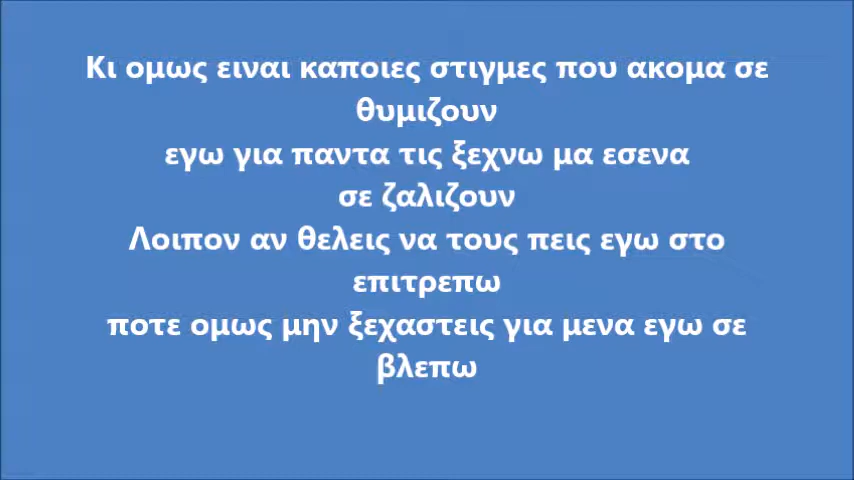 Κι ομως ειναι καποιες στιγμες που ακομα σε
θυμιζουν
εγω για παντα τις ξεχνω μα εσενα
σε ζαλιζουν
Λοιπον αν θελεις να τους πεις εγω στο
επιτρεπω
ποτε ομως μην ξεχαστεις για μενα εγω σε
βλεπω